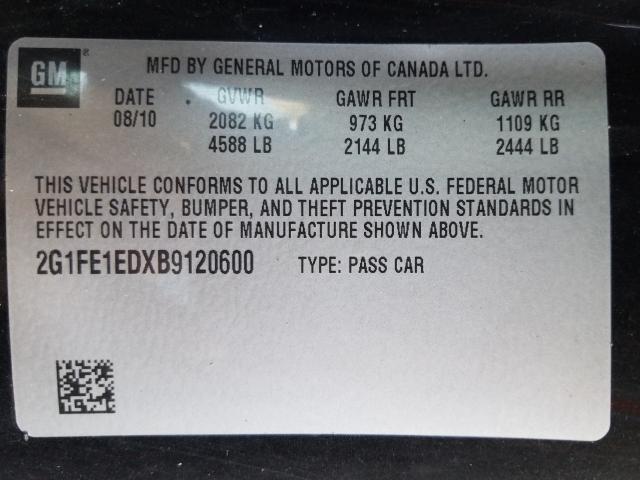 GM®
MFD BY GENERAL MOTORS OF CANADA LTD.
DATE GVWR GAWR FRT GAWR RR
08/10 2082 KG 973 KG 1109 KG
4588 LB 2144 LB 2444 LB
THIS VEHICLE CONFORMS TO ALL APPLICABLE U.S. FEDERAL MOTOR
VEHICLE SAFETY, BUMPER, AND THEFT PREVENTION STANDARDS IN
EFFECT ON THE DATE OF MANUFACTURE SHOWN ABOVE.
2G1FE1EDXB9120600 TYPE: PASS CAR